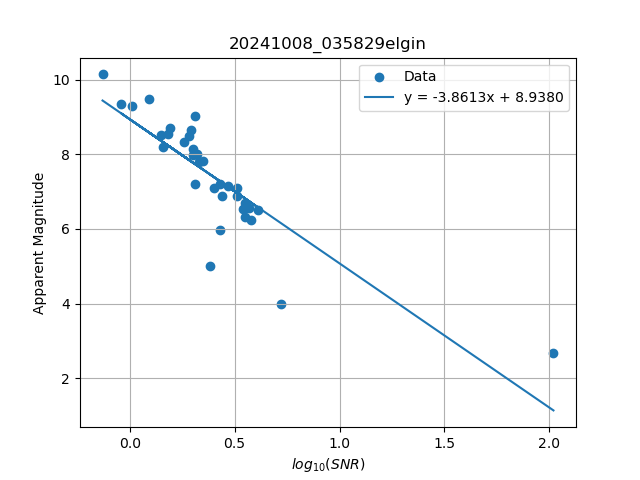 20241008_035829elgin
Data
y = -3.8613x + 8.9380
Apparent Magnitude
10
8
6
4
2
0.0 0.5 1.0 1.5 2.0
log₁₀(SNR)